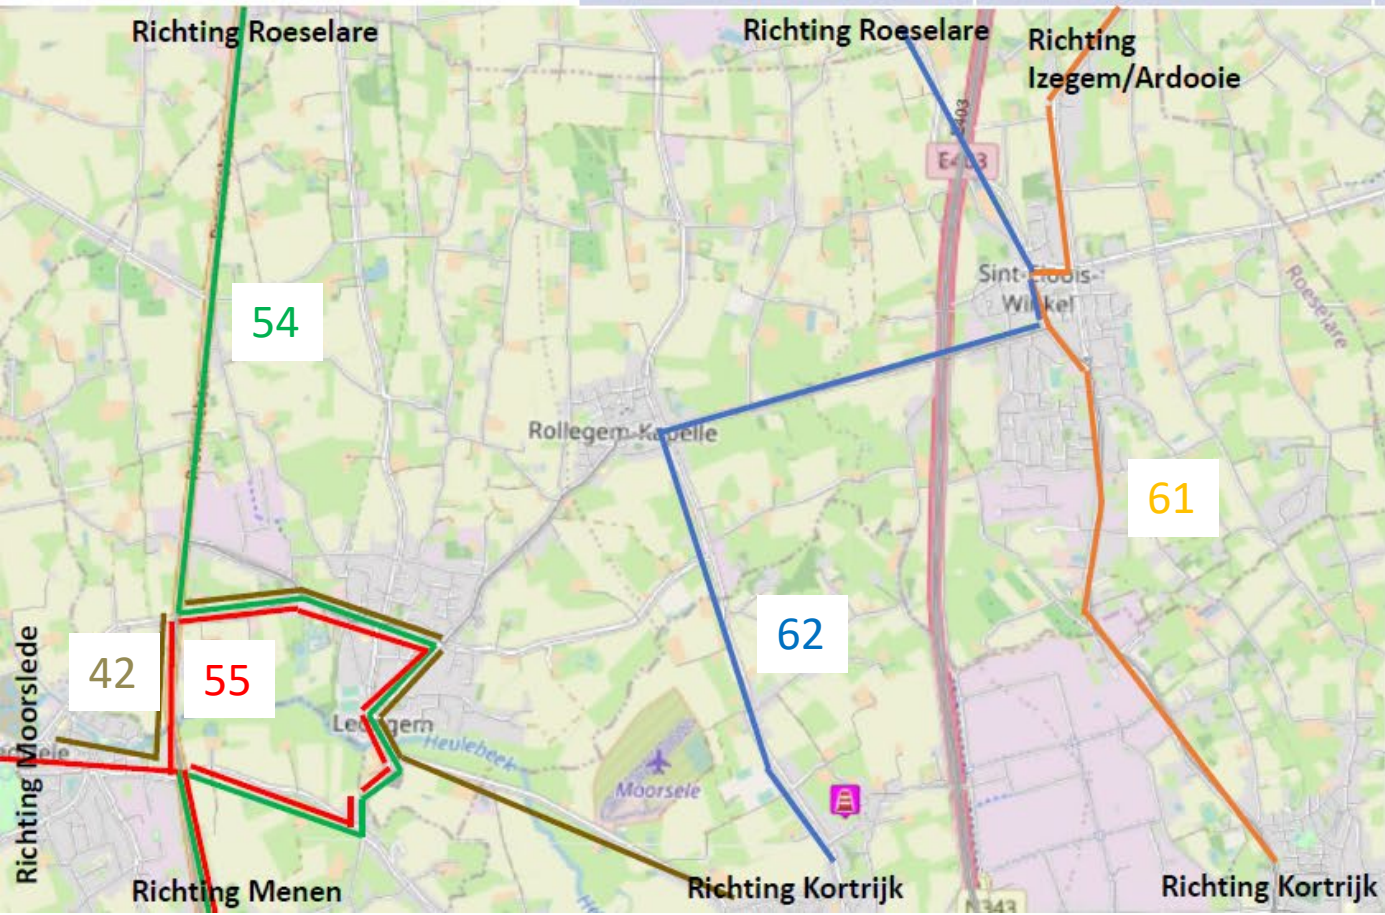 Richting Roeselare
Richting Roeselare
Richting
Izegem/Ardooie
E403
E403
Sint-Eloois-
Winkel
Roeselare
54
Rollegem-Kapelle
61
62
42
55
Richting Moorslede
Ledegem
Heulebeek
Moorsele
Richting Menen
Richting Kortrijk
Richting Kortrijk
N343